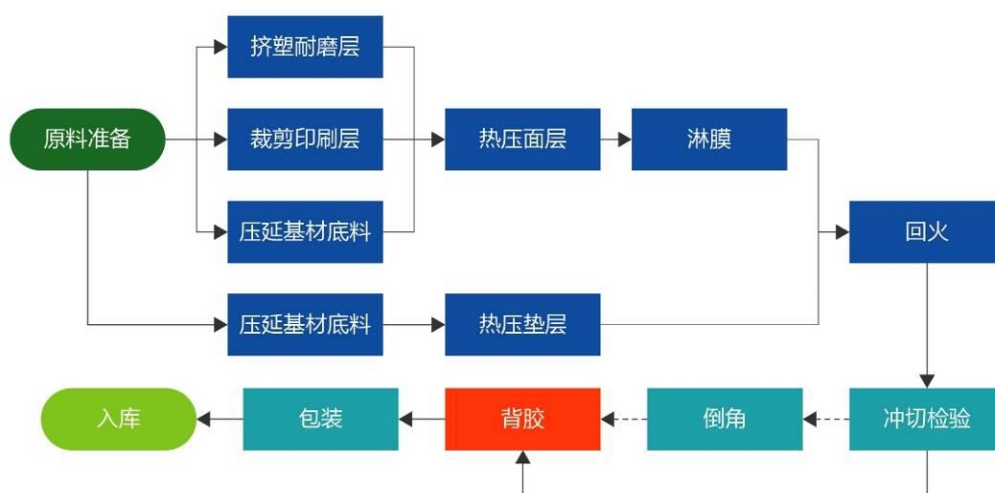 挤塑耐磨层
原料准备
裁剪印刷层
热压面层
淋膜
压延基材底料
回火
压延基材底料
热压垫层
入库
包装
背胶
倒角
冲切检验